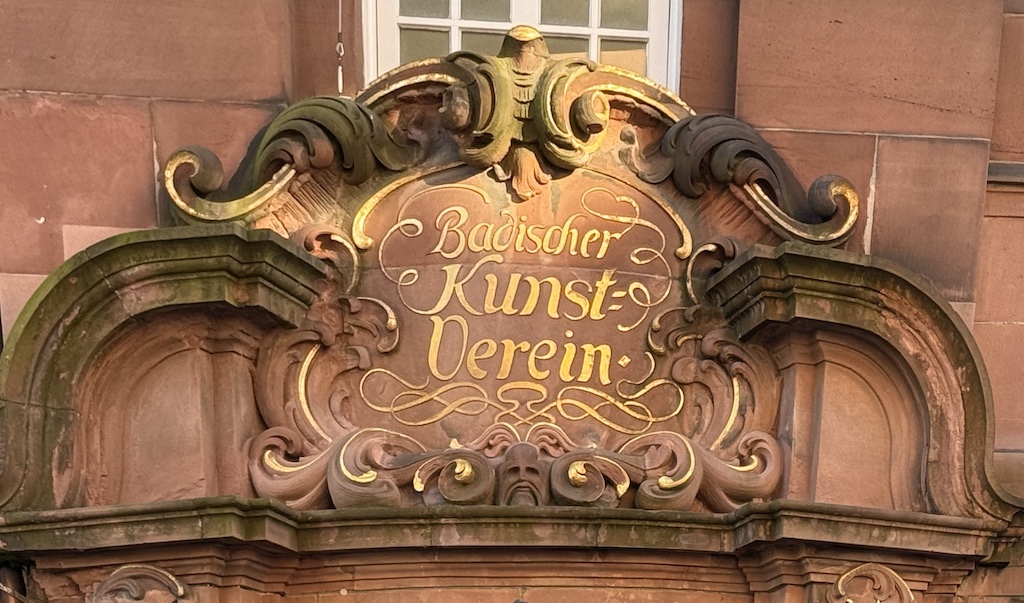 Badischer
Kunst=
Verein.